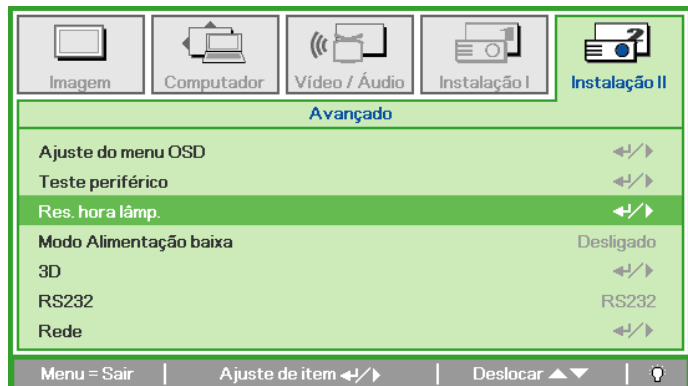 Imagem Computador Vídeo / Áudio Instalação I Instalação II
Avançado
Ajuste do menu OSD
Teste periférico
Res. hora lâmp.
Modo Alimentação baixa Desligado
3D
RS232 RS232
Rede
Menu = Sair | Ajuste de item ↵/▶ | Deslocar ▲▼